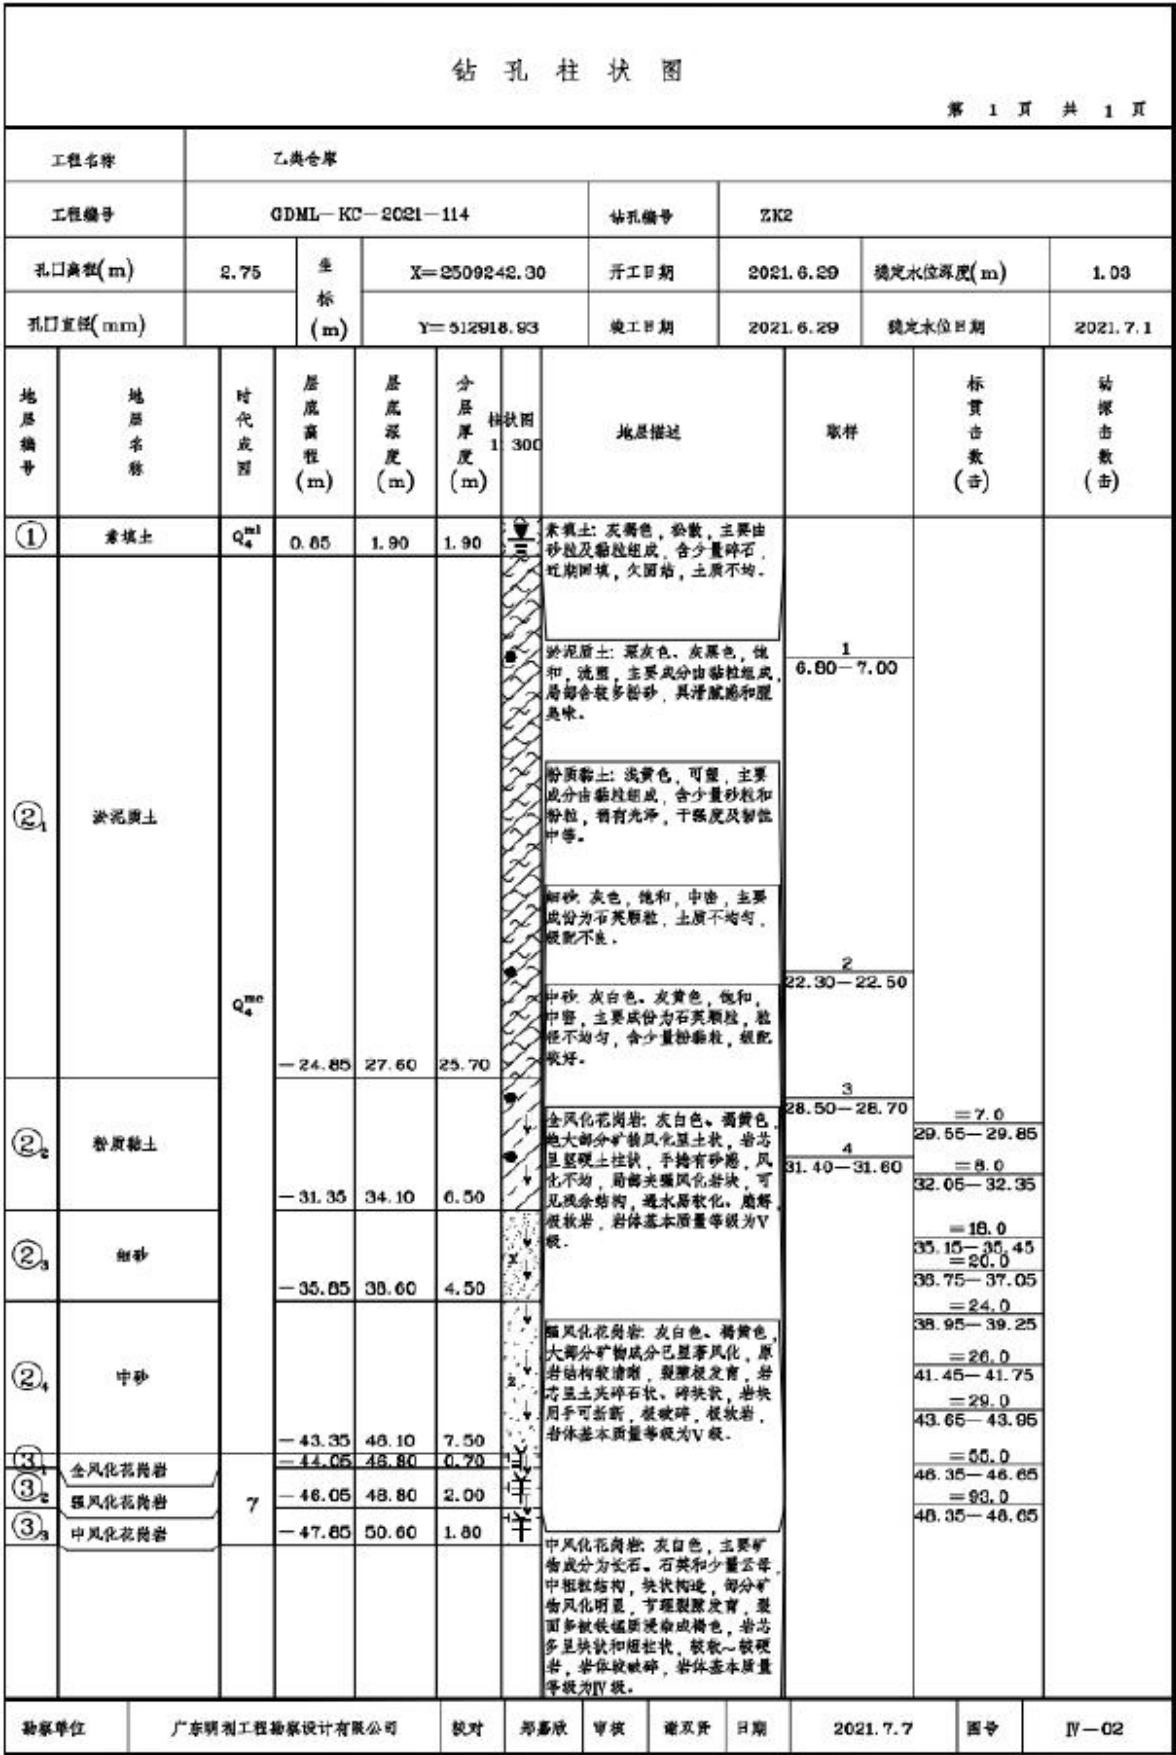 钻孔柱状图
第 1 页 共 1 页
工程名称 乙类仓库
工程编号 GDML-KC-2021-114 钻孔编号 ZK2
孔口高程(m) 2.75 坐标(m) X=2509242.30 开工日期 2021.6.29 稳定水位深度(m) 1.03
孔口直径(mm) Y=512918.93 竣工日期 2021.6.29 稳定水位日期 2021.7.1
地层编号 地层名称 时代成因 层底高程(m) 层底深度(m) 分层厚度(m) 柱状图 1:300 地层描述 取样 标贯击数(击) 动探击数(击)
① 素填土 Q4ml 0.85 1.90 1.90
素填土: 灰褐色, 松散, 主要由
砂粒及黏粒组成, 含少量碎石,
近期回填, 欠固结, 土质不均.
②1 淤泥质土 Q4mc -24.85 27.60 25.70
淤泥质土: 深灰色、灰黑色, 饱
和, 流塑, 主要成分由黏粒组成,
局部含较多粉砂, 具滑腻感和腥
臭味.
1
6.80-7.00
粉质黏土: 浅黄色, 可塑, 主要
成分由黏粒组成, 含少量砂粒和
粉粒, 稍有光泽, 干强度及韧性
中等.
细砂: 灰色, 饱和, 中密, 主要
成份为石英颗粒, 土质不均匀,
级配不良.
2
22.30-22.50
中砂: 灰白色、灰黄色, 饱和,
中密, 主要成份为石英颗粒, 粒
径不均匀, 含少量粉黏粒, 级配
较好.
②2 粉质黏土 -31.35 34.10 6.50
3
28.50-28.70
4
31.40-31.60
=7.0
29.55-29.85
=8.0
32.05-32.35
全风化花岗岩: 灰白色、褐黄色,
绝大部分矿物风化呈土状, 岩芯
呈坚硬土柱状, 手捻有砂感, 风
化不均, 局部夹强风化岩块, 可
见残余结构, 遇水易软化、崩解,
极软岩, 岩体基本质量等级为V
级.
②3 细砂 -35.85 38.60 4.50
=18.0
35.15-35.45
=20.0
36.75-37.05
②4 中砂 -43.35 46.10 7.50
=24.0
38.95-39.25
=26.0
41.45-41.75
=29.0
43.65-43.95
强风化花岗岩: 灰白色、褐黄色,
大部分矿物成分已显著风化, 原
岩结构较清晰, 裂隙极发育, 岩
芯呈土夹碎石状、碎块状, 岩块
用手可折断, 极破碎, 极软岩,
岩体基本质量等级为V级.
③1 全风化花岗岩 γ -44.05 46.80 0.70
=55.0
46.35-46.65
③2 强风化花岗岩 -46.05 48.80 2.00
=93.0
48.35-48.65
③3 中风化花岗岩 -47.85 50.60 1.80
中风化花岗岩: 灰白色, 主要矿
物成分为长石、石英和少量云母,
中粗粒结构, 块状构造, 部分矿
物风化明显, 节理裂隙发育, 裂
面多被铁锰质浸染成褐色, 岩芯
多呈块状和短柱状, 较软~较硬
岩, 岩体较破碎, 岩体基本质量
等级为IV级.
勘察单位 广东明利工程勘察设计有限公司 校对 郑嘉欣 审核 谢双贵 日期 2021.7.7 图号 IV-02